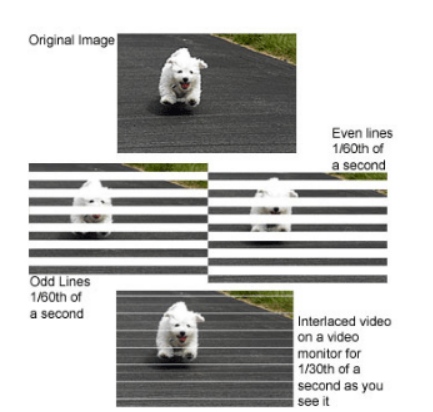 Original Image
Even lines
1/60th of
a second
Odd Lines
1/60th of
a second
Interlaced video
on a video
monitor for
1/30th of a
second as you
see it